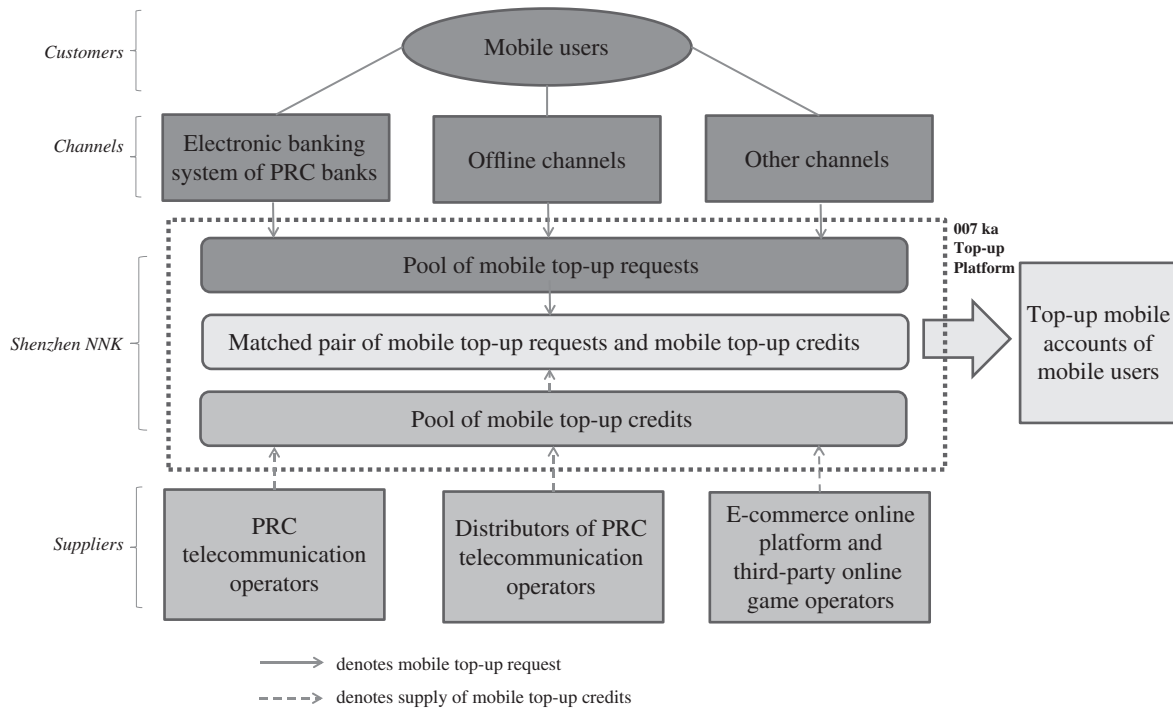 Customers
Mobile users
Channels
Electronic banking
system of PRC banks
Offline channels
Other channels
007 ka
Top-up
Platform
Shenzhen NNK
Pool of mobile top-up requests
Matched pair of mobile top-up requests and mobile top-up credits
Pool of mobile top-up credits
Top-up mobile
accounts of
mobile users
Suppliers
PRC
telecommunication
operators
Distributors of PRC
telecommunication
operators
E-commerce online
platform and
third-party online
game operators
denotes mobile top-up request
denotes supply of mobile top-up credits